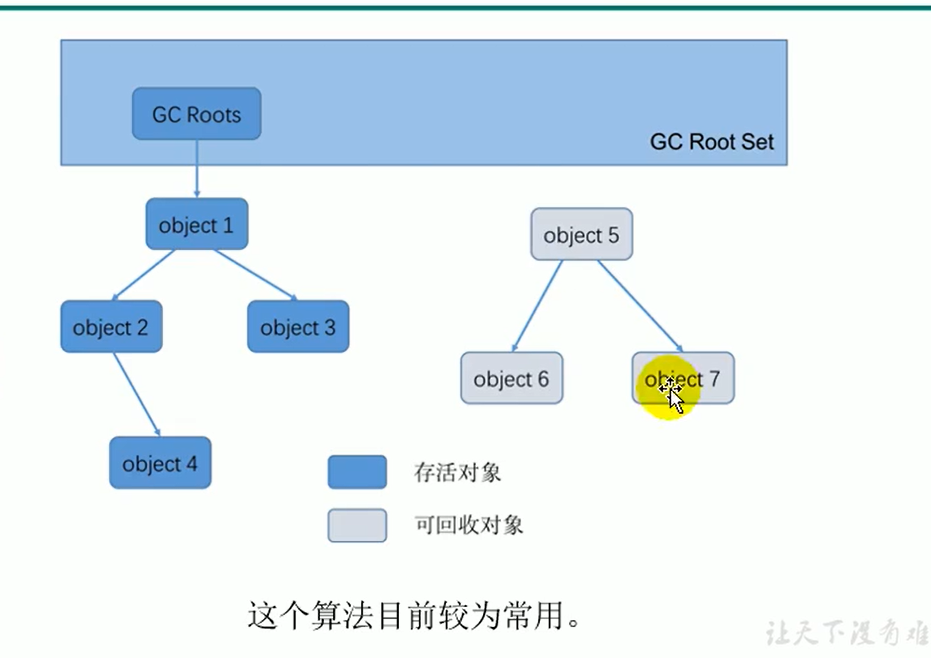 GC Roots
GC Root Set
object 1
object 5
object 2
object 3
object 6
object 7
object 4
存活对象
可回收对象
这个算法目前较为常用。
让天下没有难